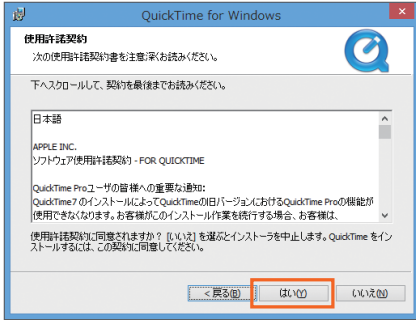 QuickTime for Windows
使用許諾契約
次の使用許諾契約書を注意深くお読みください。
下へスクロールして、契約を最後までお読みください。
日本語
APPLE INC.
ソフトウェア使用許諾契約 - FOR QUICKTIME
QuickTime Proユーザの皆様への重要な通知:
QuickTime7 のインストールによってQuickTimeの旧バージョンにおけるQuickTime Proの機能が
使用できなくなります。お客様がこのインストール作業を続行する場合、お客様は、
使用許諾契約に同意されますか? [いいえ] を選ぶとインストーラを中止します。QuickTime をイン
ストールするには、この契約に同意してください。
< 戻る(B)
はい(Y)
いいえ(N)